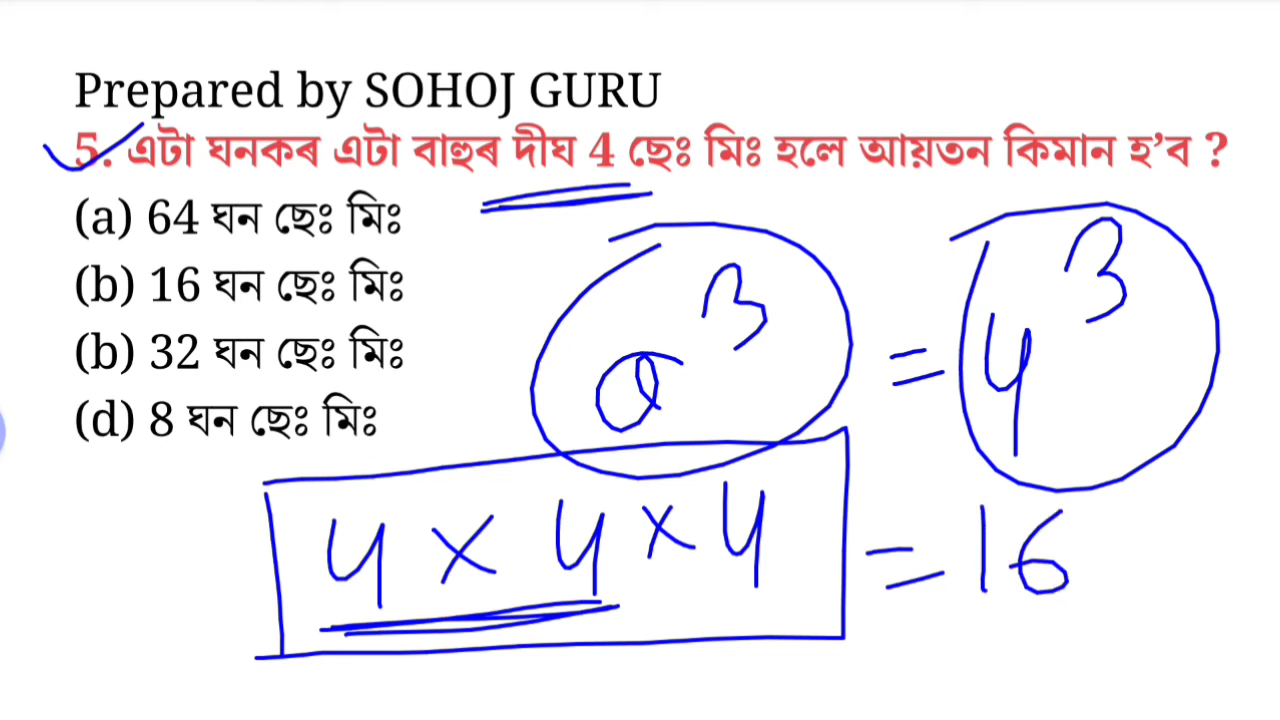 Prepared by SOHOJ GURU
5. এটা ঘনকৰ এটা বাহুৰ দীঘ 4 ছেঃ মিঃ হলে আয়তন কিমান হ’ব ?
(a) 64 ঘন ছেঃ মিঃ
(b) 16 ঘন ছেঃ মিঃ
(b) 32 ঘন ছেঃ মিঃ
(d) 8 ঘন ছেঃ মিঃ
a³ = 4³
4 × 4 × 4 = 16